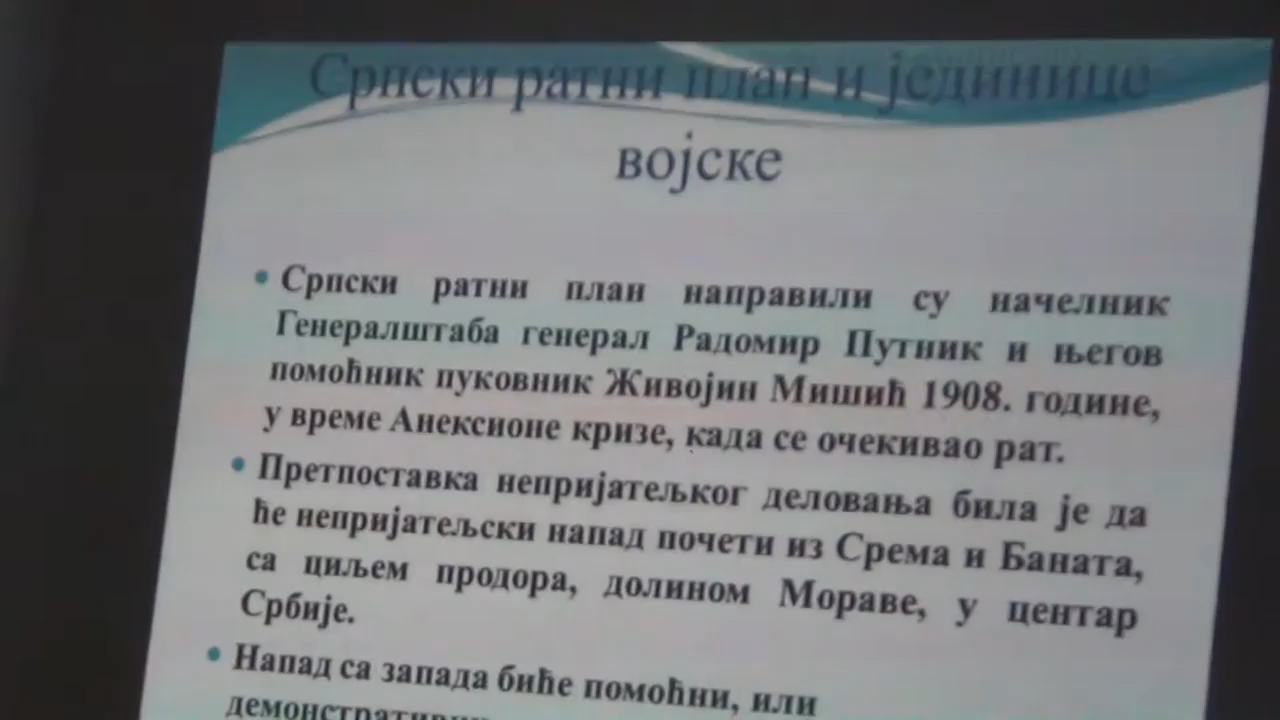 Српски ратни план и јединице
војске
Српски ратни план направили су начелник
Генералштаба генерал Радомир Путник и његов
помоћник пуковник Живојин Мишић 1908. године,
у време Анексионе кризе, када се очекивао рат.
Претпоставка непријатељког деловања била је да
ће непријатељски напад почети из Срема и Баната,
са циљем продора, долином Мораве, у центар
Србије.
Напад са запада биће помоћни, или